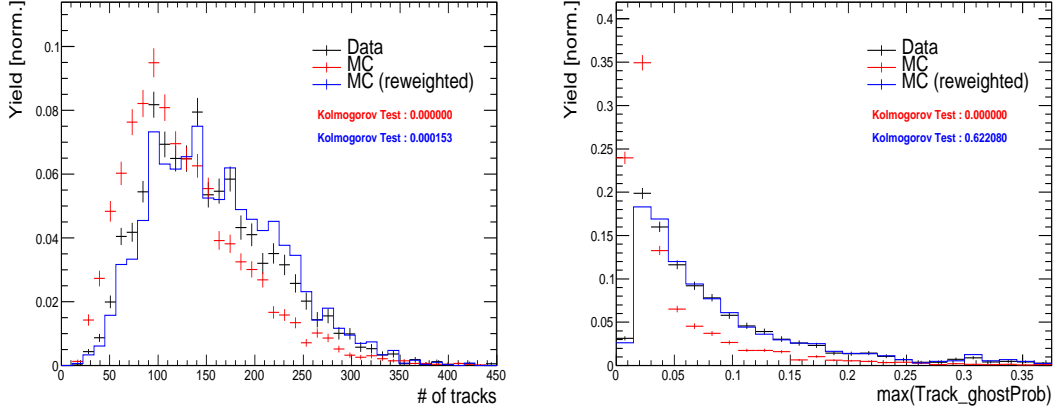 Yield [norm.]
0.1
0.08
0.06
0.04
0.02
0
Data
MC
MC (reweighted)
Kolmogorov Test : 0.000000
Kolmogorov Test : 0.000153
0 50 100 150 200 250 300 350 400 450
# of tracks
Yield [norm.]
0.4
0.35
0.3
0.25
0.2
0.15
0.1
0.05
0
Data
MC
MC (reweighted)
Kolmogorov Test : 0.000000
Kolmogorov Test : 0.622080
0 0.05 0.1 0.15 0.2 0.25 0.3 0.35
max(Track_ghostProb)